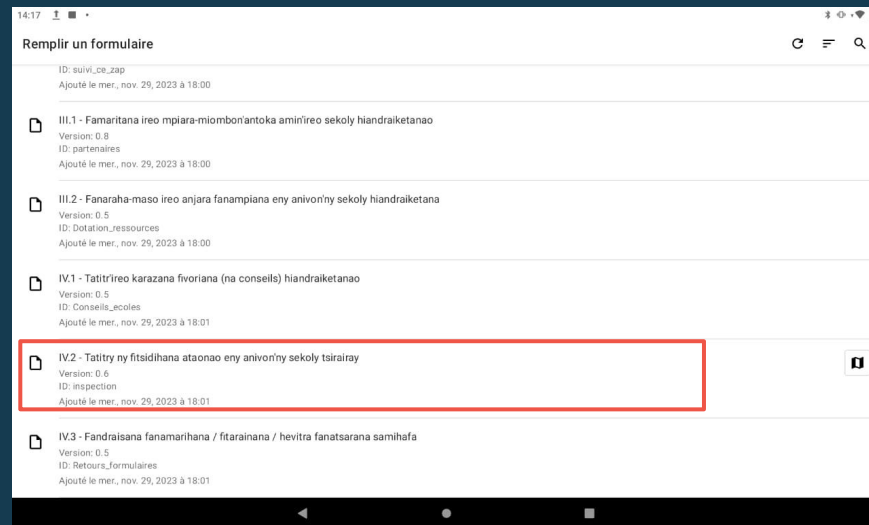 14:17
Remplir un formulaire
ID: suivi_ce_zap
Ajouté le mer., nov. 29, 2023 à 18:00
III.1 - Famaritana ireo mpiara-miombon'antoka amin'ireo sekoly hiandraiketanao
Version: 0.8
ID: partenaires
Ajouté le mer., nov. 29, 2023 à 18:00
III.2 - Fanaraha-maso ireo anjara fanampiana eny anivon'ny sekoly hiandraiketana
Version: 0.5
ID: Dotation_ressources
Ajouté le mer., nov. 29, 2023 à 18:00
IV.1 - Tatitr'ireo karazana fivoriana (na conseils) hiandraiketanao
Version: 0.5
ID: Conseils_ecoles
Ajouté le mer., nov. 29, 2023 à 18:01
IV.2 - Tatitry ny fitsidihana ataonao eny anivon'ny sekoly tsirairay
Version: 0.6
ID: inspection
Ajouté le mer., nov. 29, 2023 à 18:01
IV.3 - Fandraisana fanamarihana / fitarainana / hevitra fanatsarana samihafa
Version: 0.5
ID: Retours_formulaires
Ajouté le mer., nov. 29, 2023 à 18:01